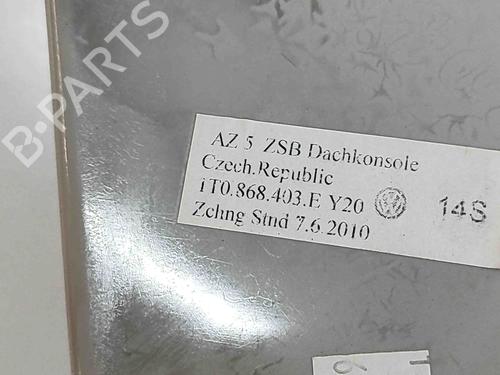 B-PARTS
AZ 5 ZSB Dachkonsole
Czech.Republic
1T0.868.403.E Y20
14S
Zchng Stnd 7.6.2010